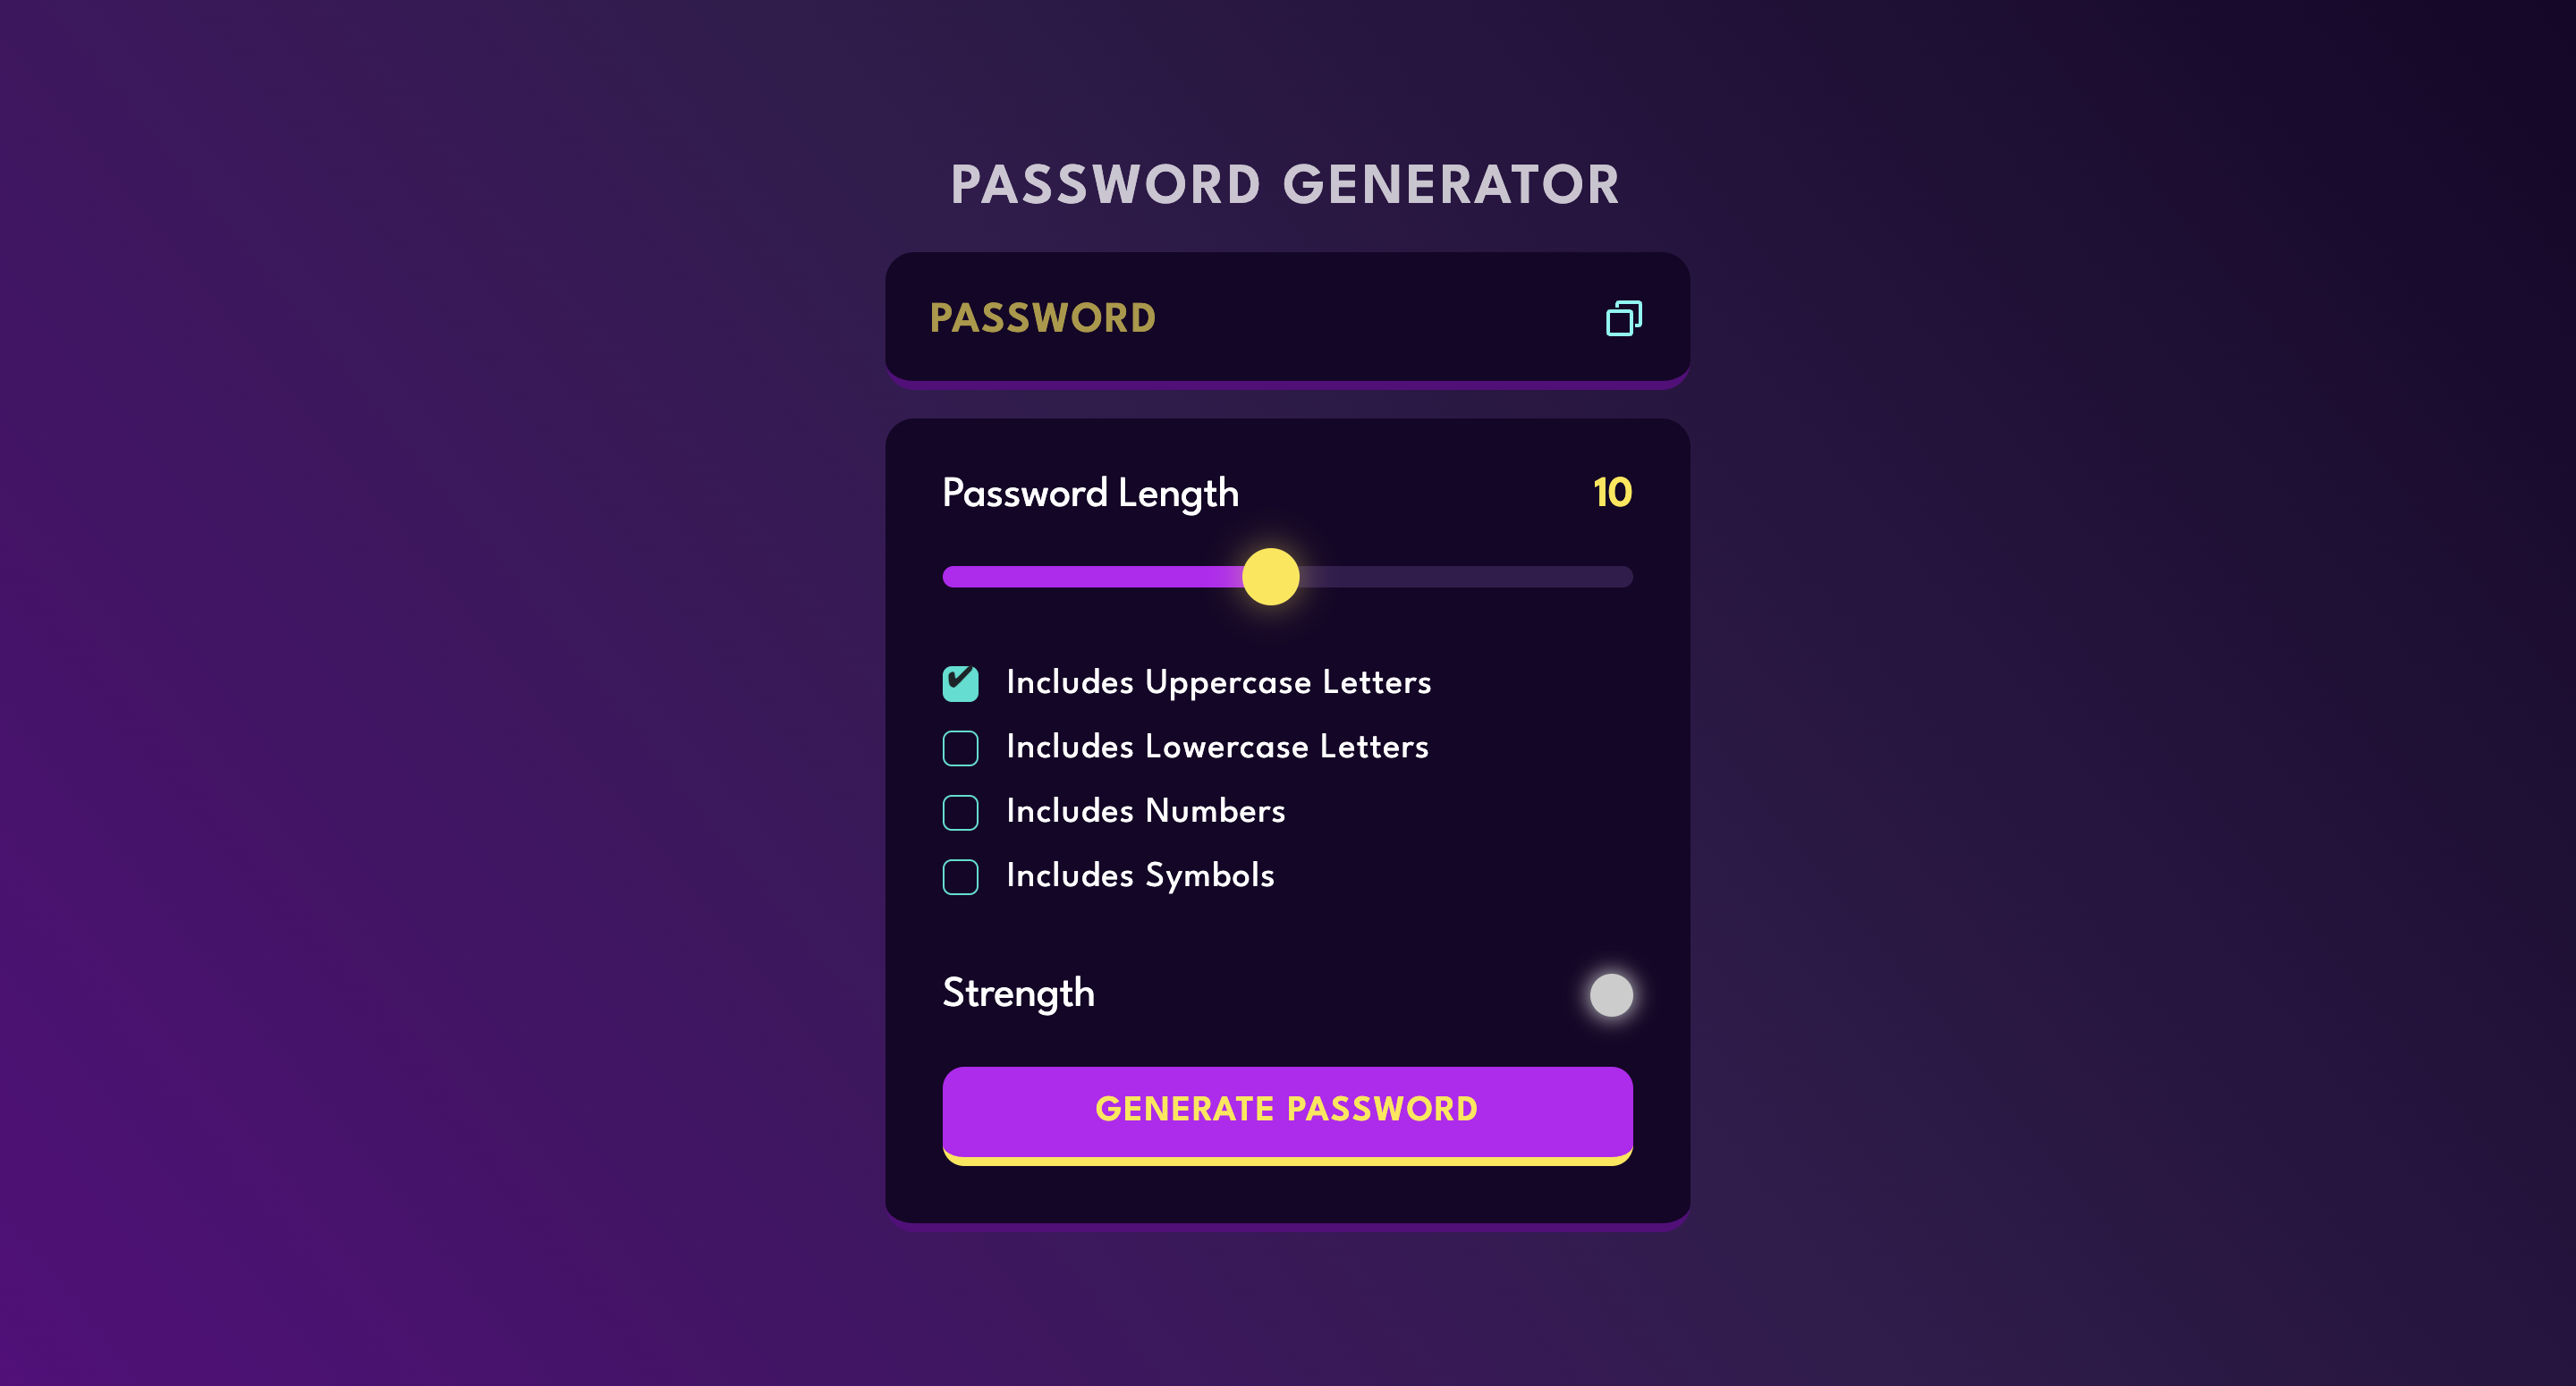 PASSWORD GENERATOR
PASSWORD
Password Length 10
Includes Uppercase Letters
Includes Lowercase Letters
Includes Numbers
Includes Symbols
Strength
GENERATE PASSWORD